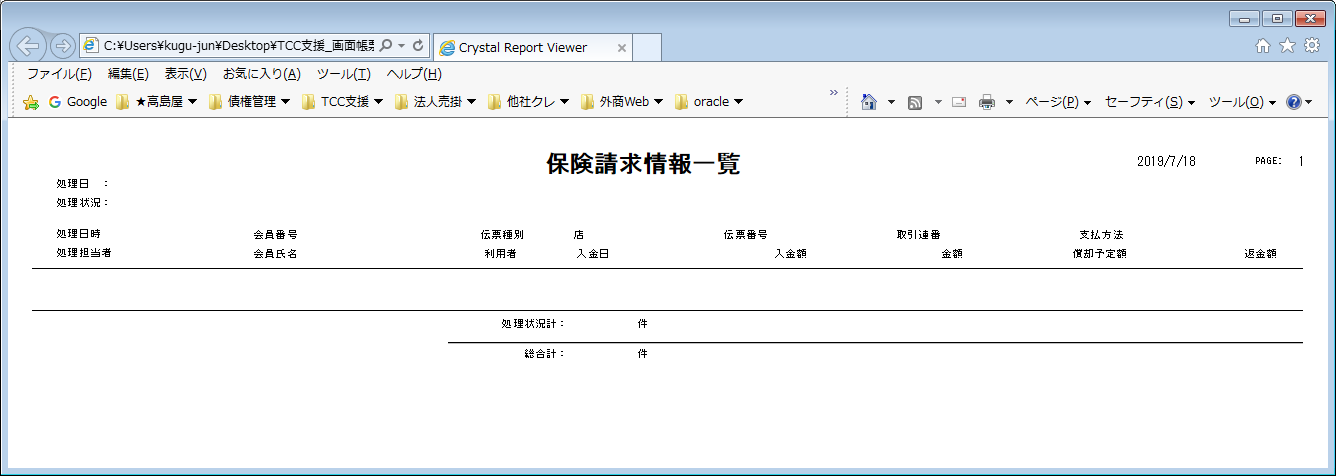 C:¥Users¥kugu-jun¥Desktop¥TCC支援_画面帳票
Crystal Report Viewer
ファイル(F) 編集(E) 表示(V) お気に入り(A) ツール(T) ヘルプ(H)
Google ★高島屋 債権管理 TCC支援 法人売掛 他社クレ 外商Web oracle » ページ(P) セーフティ(S) ツール(O)
保険請求情報一覧 2019/7/18 PAGE: 1
処理日 :
処理状況:
処理日時 会員番号 伝票種別 店 伝票番号 取引連番 支払方法
処理担当者 会員氏名 利用者 入金日 入金額 金額 償却予定額 返金額
処理状況計: 件
総合計: 件